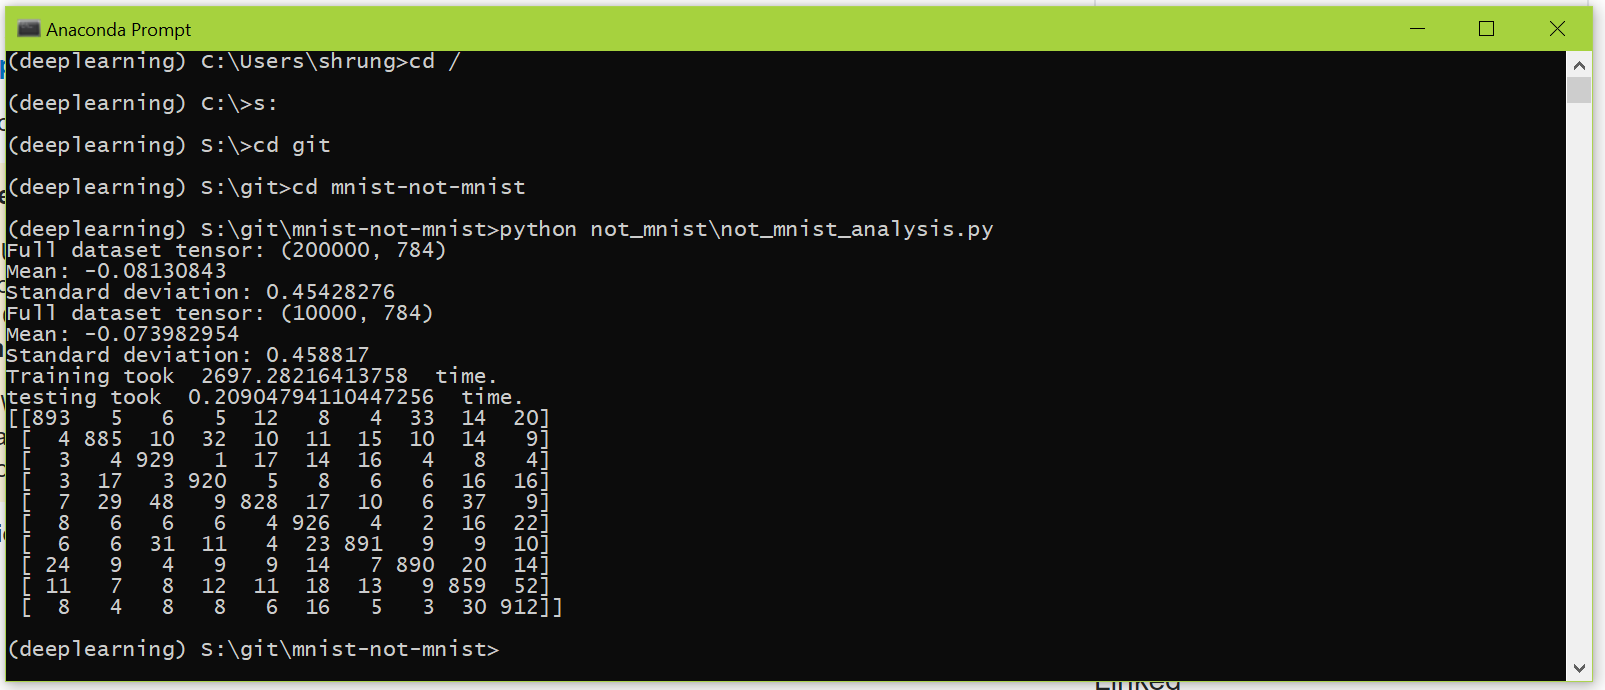 Anaconda Prompt
(deeplearning) C:\Users\shrung>cd /
(deeplearning) C:\>s:
(deeplearning) S:\>cd git
(deeplearning) S:\git>cd mnist-not-mnist
(deeplearning) S:\git\mnist-not-mnist>python not_mnist\not_mnist_analysis.py
Full dataset tensor: (200000, 784)
Mean: -0.08130843
Standard deviation: 0.45428276
Full dataset tensor: (10000, 784)
Mean: -0.073982954
Standard deviation: 0.458817
Training took  2697.28216413758  time.
testing took  0.20904794110447256  time.
[[893   5   6   5  12   8   4  33  14  20]
 [  4 885  10  32  10  11  15  10  14   9]
 [  3   4 929   1  17  14  16   4   8   4]
 [  3  17   3 920   5   8   6   6  16  16]
 [  7  29  48   9 828  17  10   6  37   9]
 [  8   6   6   6   4 926   4   2  16  22]
 [  6   6  31  11   4  23 891   9   9  10]
 [ 24   9   4   9   9  14   7 890  20  14]
 [ 11   7   8  12  11  18  13   9 859  52]
 [  8   4   8   8   6  16   5   3  30 912]]
(deeplearning) S:\git\mnist-not-mnist>
Linked